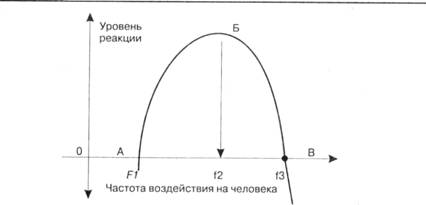 Уровень
реакции
Б
0 А В
F1 f2 f3
Частота воздействия на человека